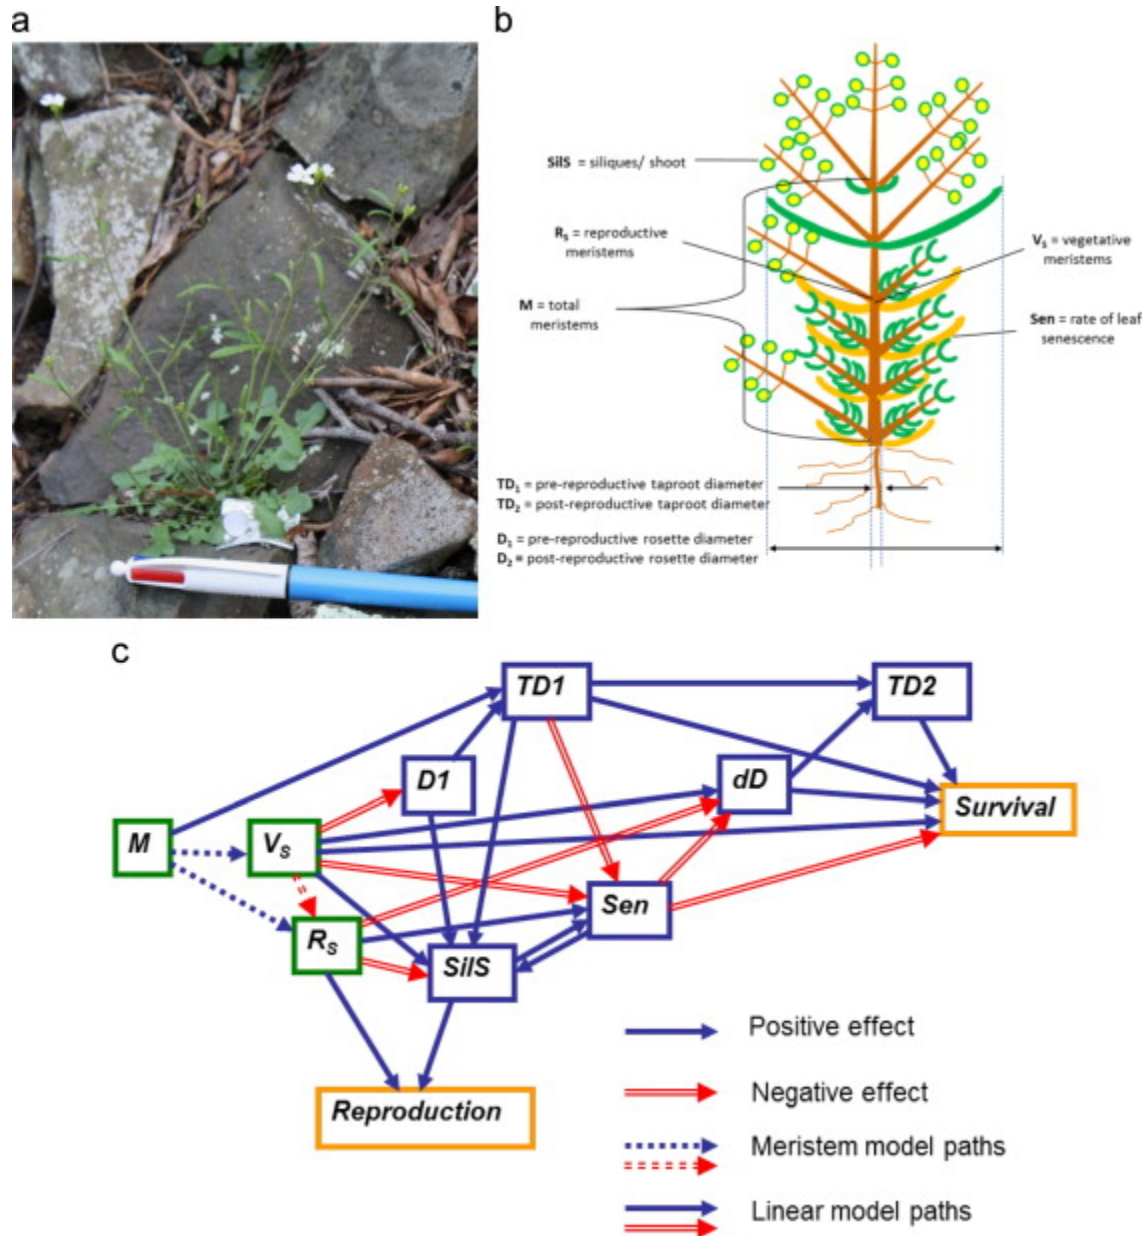 a
b
SilS = siliques/ shoot
Rs = reproductive
meristems
Vs = vegetative
meristems
M = total
meristems
Sen = rate of leaf
senescence
TD1 = pre-reproductive taproot diameter
TD2 = post-reproductive taproot diameter
D1 = pre-reproductive rosette diameter
D2 = post-reproductive rosette diameter
c
TD1
TD2
D1
dD
Survival
M
VS
Sen
RS
SilS
Reproduction
Positive effect
Negative effect
Meristem model paths
Linear model paths